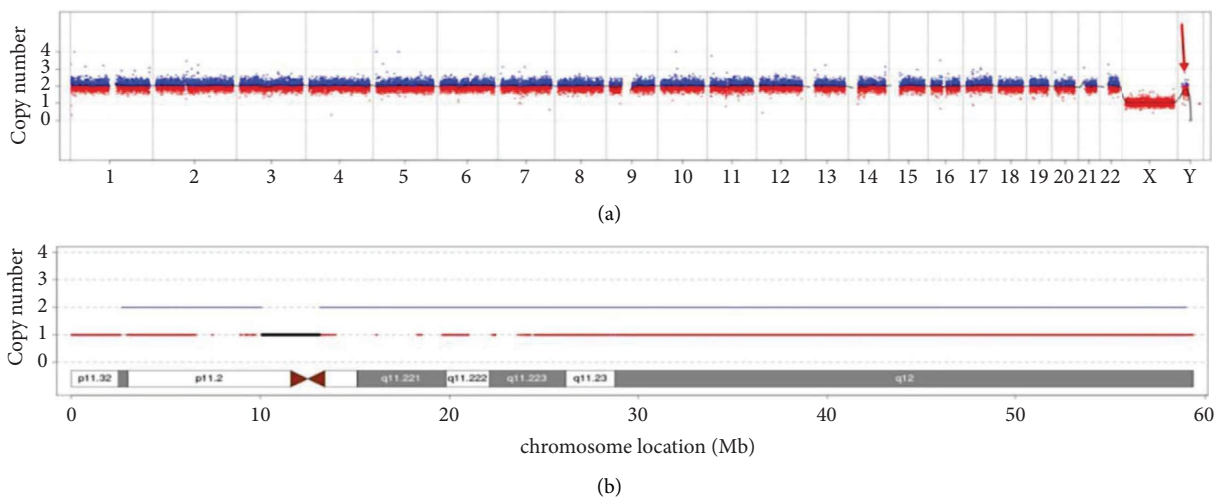 Copy number
4
3
2
1
0
1 2 3 4 5 6 7 8 9 10 11 12 13 14 15 16 17 18 19 20 21 22 X Y
(a)
Copy number
4
3
2
1
0
p11.32 p11.2 q11.221 q11.222 q11.223 q11.23 q12
0 10 20 30 40 50 60
chromosome location (Mb)
(b)